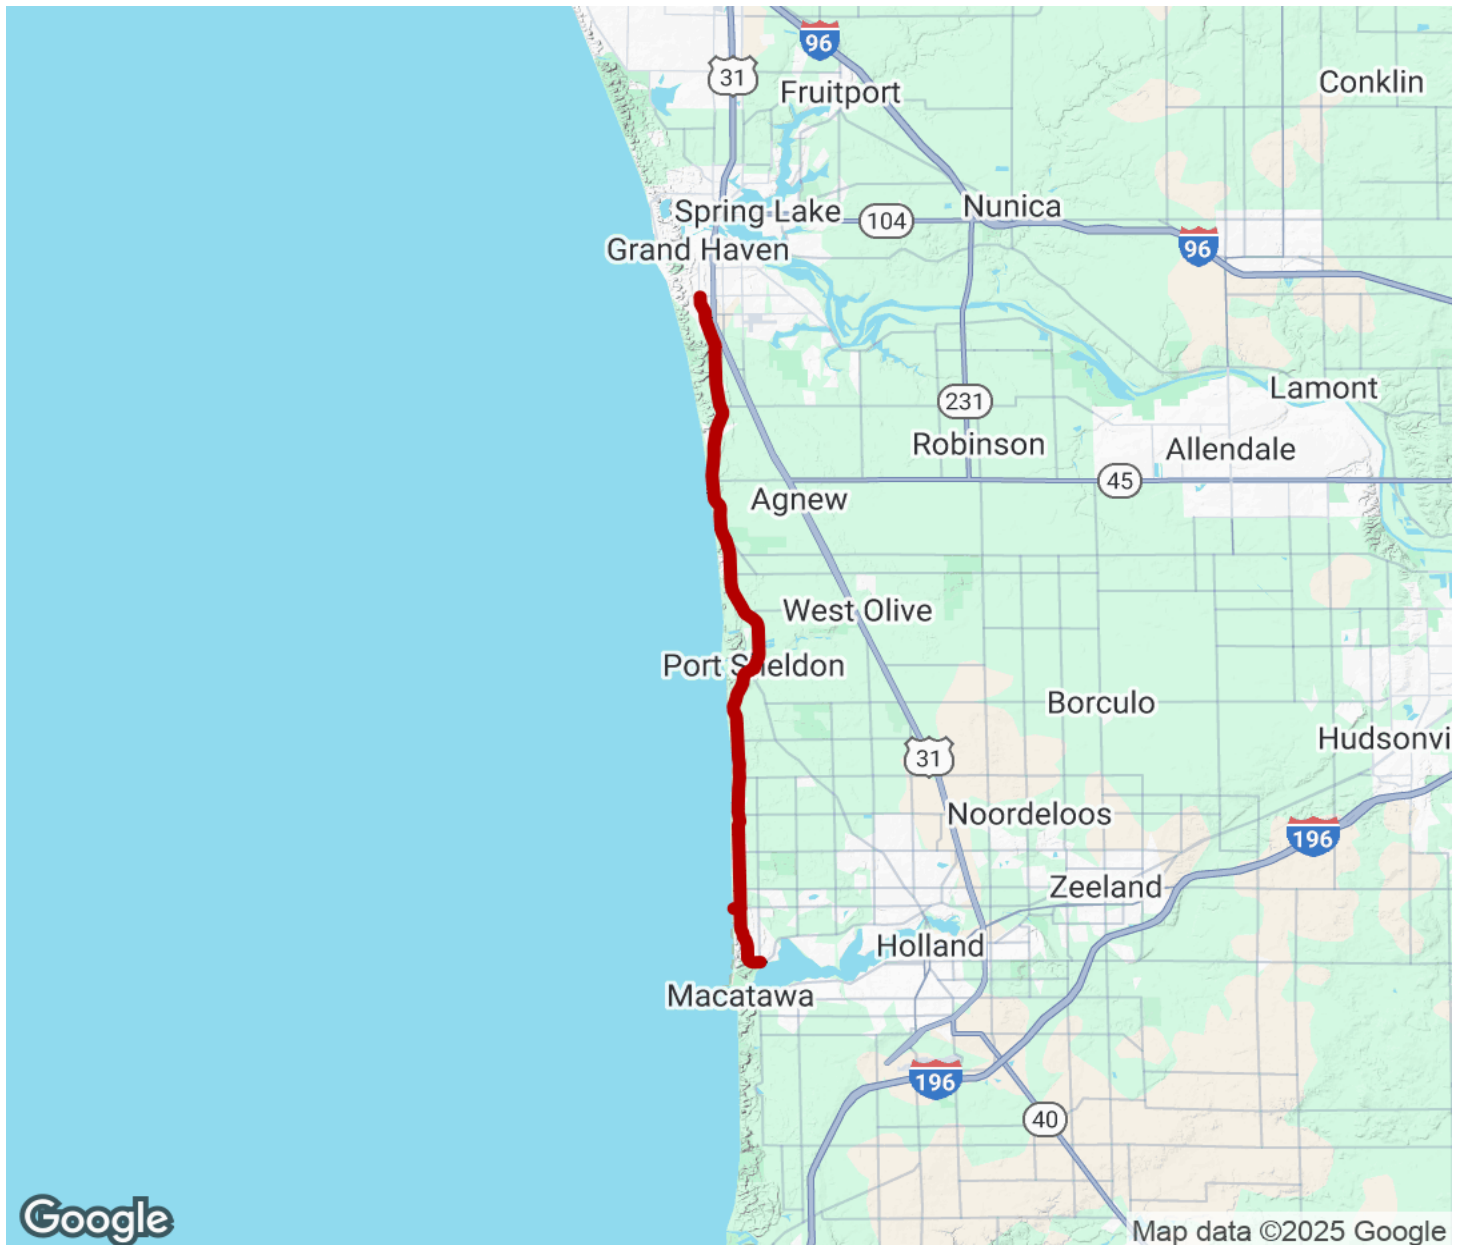 96
31
Conklin
Fruitport
Nunica
Spring Lake
104
Grand Haven
96
Lamont
231
Robinson
Allendale
45
Agnew
West Olive
Port Sheldon
Borculo
Hudsonvi
31
Noordeloos
196
Zeeland
Holland
Macatawa
196
40
Google
Map data ©2025 Google